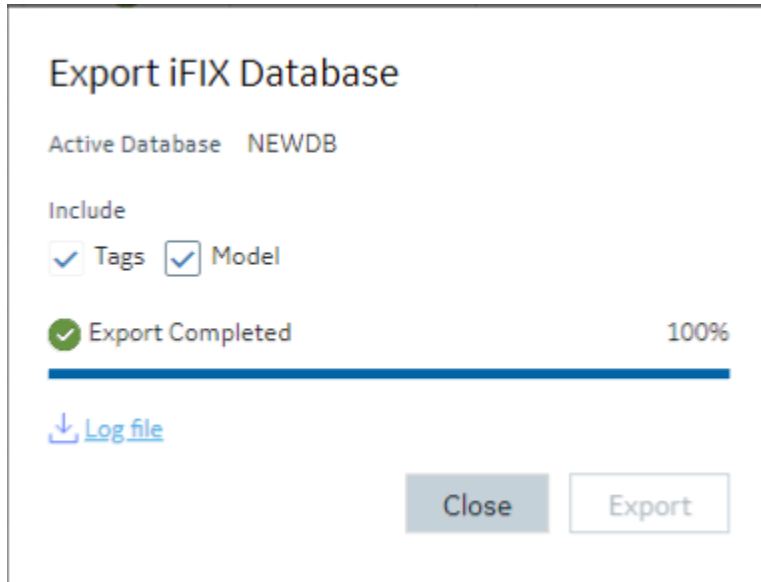 Export iFIX Database
Active Database NEWDB
Include
Tags Model
Export Completed 100%
Log file
Close Export